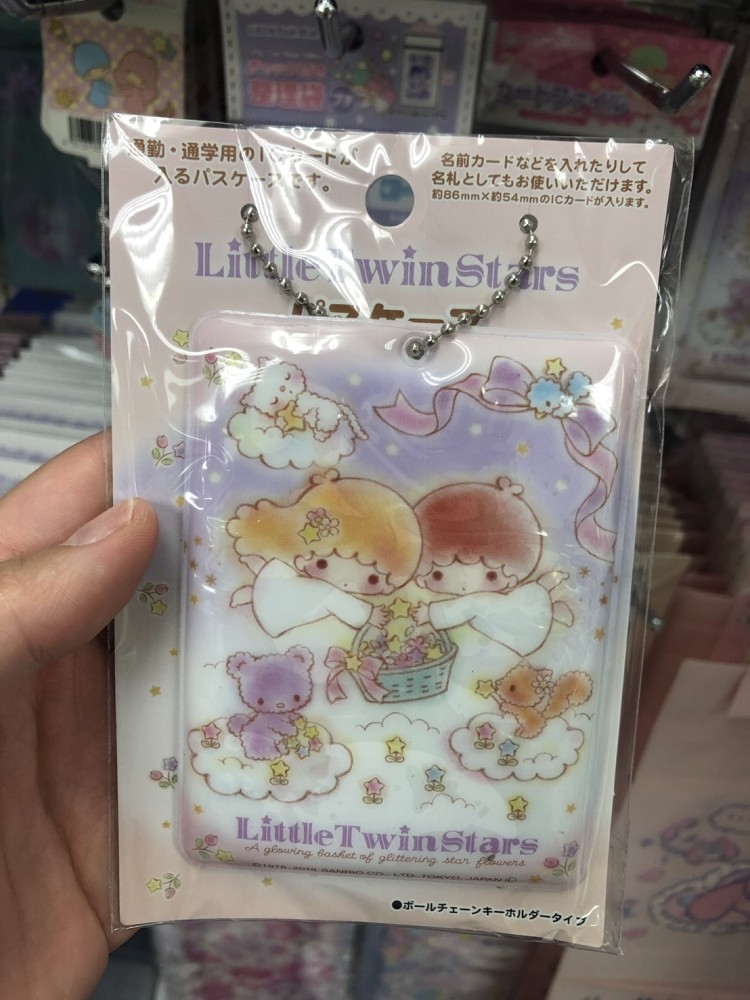 通勤・通学用のICカードが
入るパスケースです。
名前カードなどを入れたりして
名札としてもお使いいただけます。
約86mm×約54mmのICカードが入ります。
LittleTwinStars
パスケース
LittleTwinStars
A glowing basket of glittering star flowers
©1976, 2019 SANRIO CO., LTD. TOKYO, JAPAN Ⓛ
●ボールチェーンキーホルダータイプ